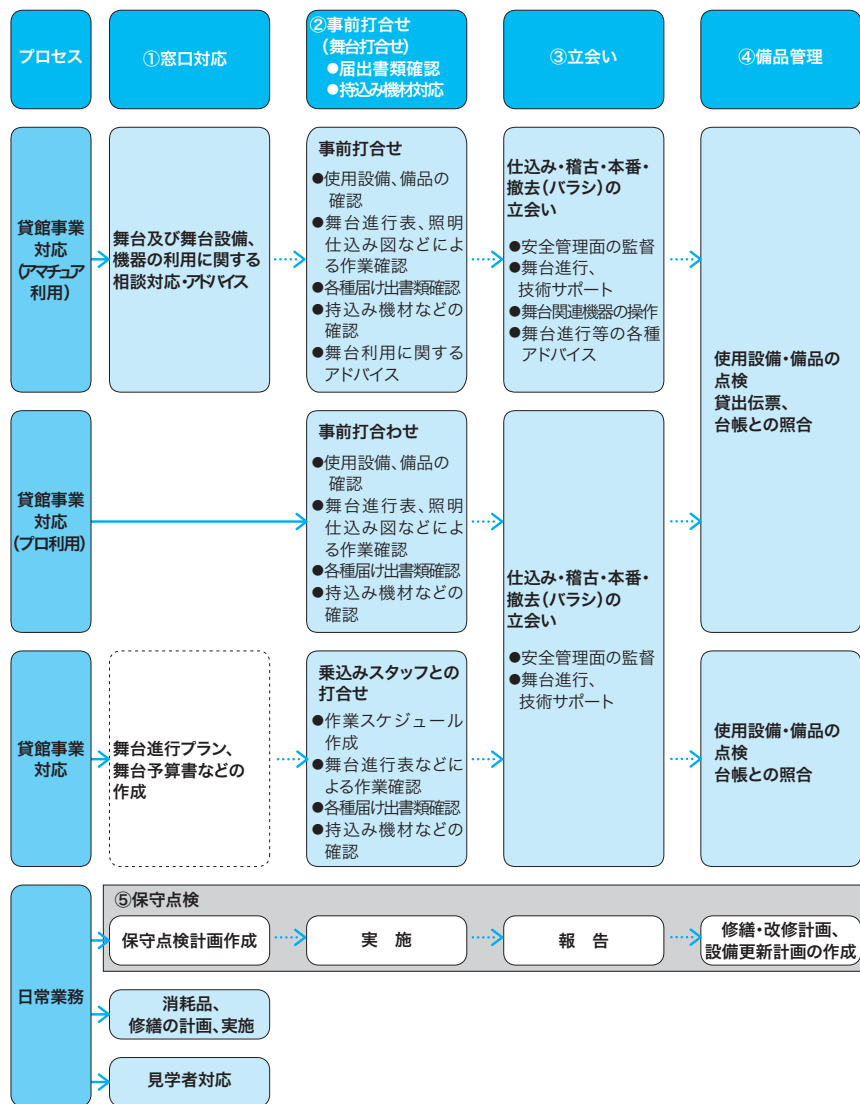 プロセス
①窓口対応
②事前打合せ
(舞台打合せ)
●届出書類確認
●持込み機材対応
③立会い
④備品管理
貸館事業
対応
(アマチュア
利用)
舞台及び舞台設備、
機器の利用に関する
相談対応・アドバイス
事前打合せ
●使用設備、備品の
確認
●舞台進行表、照明
仕込み図などによ
る作業確認
●各種届け出書類確認
●持込み機材などの
確認
●舞台利用に関する
アドバイス
仕込み・稽古・本番・
撤去(バラシ)の
立会い
●安全管理面の監督
●舞台進行、
技術サポート
●舞台関連機器の操作
●舞台進行等の各種
アドバイス
使用設備・備品の
点検
貸出伝票、
台帳との照合
貸館事業
対応
(プロ利用)
事前打合わせ
●使用設備、備品の
確認
●舞台進行表、照明
仕込み図などによ
る作業確認
●各種届け出書類確認
●持込み機材などの
確認
仕込み・稽古・本番・
撤去(バラシ)の
立会い
●安全管理面の監督
●舞台進行、
技術サポート
貸館事業
対応
舞台進行プラン、
舞台予算書などの
作成
乗込みスタッフとの
打合せ
●作業スケジュール
作成
●舞台進行表などに
よる作業確認
●各種届け出書類確認
●持込み機材などの
確認
使用設備・備品の
点検
台帳との照合
日常業務
⑤保守点検
保守点検計画作成
実 施
報 告
修繕・改修計画、
設備更新計画の作成
消耗品、
修繕の計画、実施
見学者対応